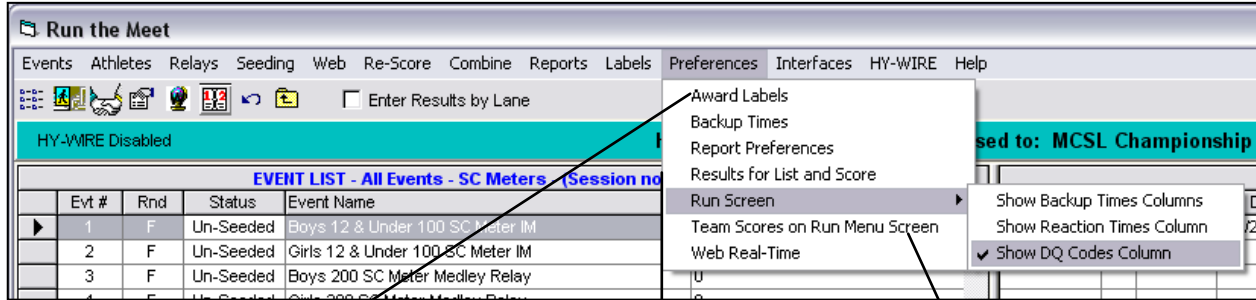 Run the Meet
Events Athletes Relays Seeding Web Re-Score Combine Reports Labels Preferences Interfaces HY-WIRE Help
Enter Results by Lane
Award Labels
Backup Times
Report Preferences
Results for List and Score
Run Screen
Team Scores on Run Menu Screen
Web Real-Time
Show Backup Times Columns
Show Reaction Times Column
Show DQ Codes Column
HY-WIRE Disabled
sed to: MCSL Championship
EVENT LIST - All Events - SC Meters - (Session no
Evt # Rnd Status Event Name
1 F Un-Seeded Boys 12 & Under 100 SC Meter IM
2 F Un-Seeded Girls 12 & Under 100 SC Meter IM
3 F Un-Seeded Boys 200 SC Meter Medley Relay 0